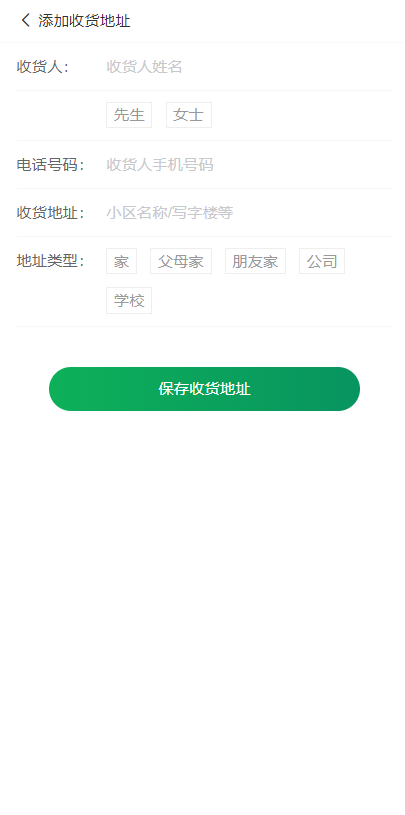 添加收货地址
收货人： 收货人姓名
先生 女士
电话号码： 收货人手机号码
收货地址： 小区名称/写字楼等
地址类型： 家 父母家 朋友家 公司
学校
保存收货地址